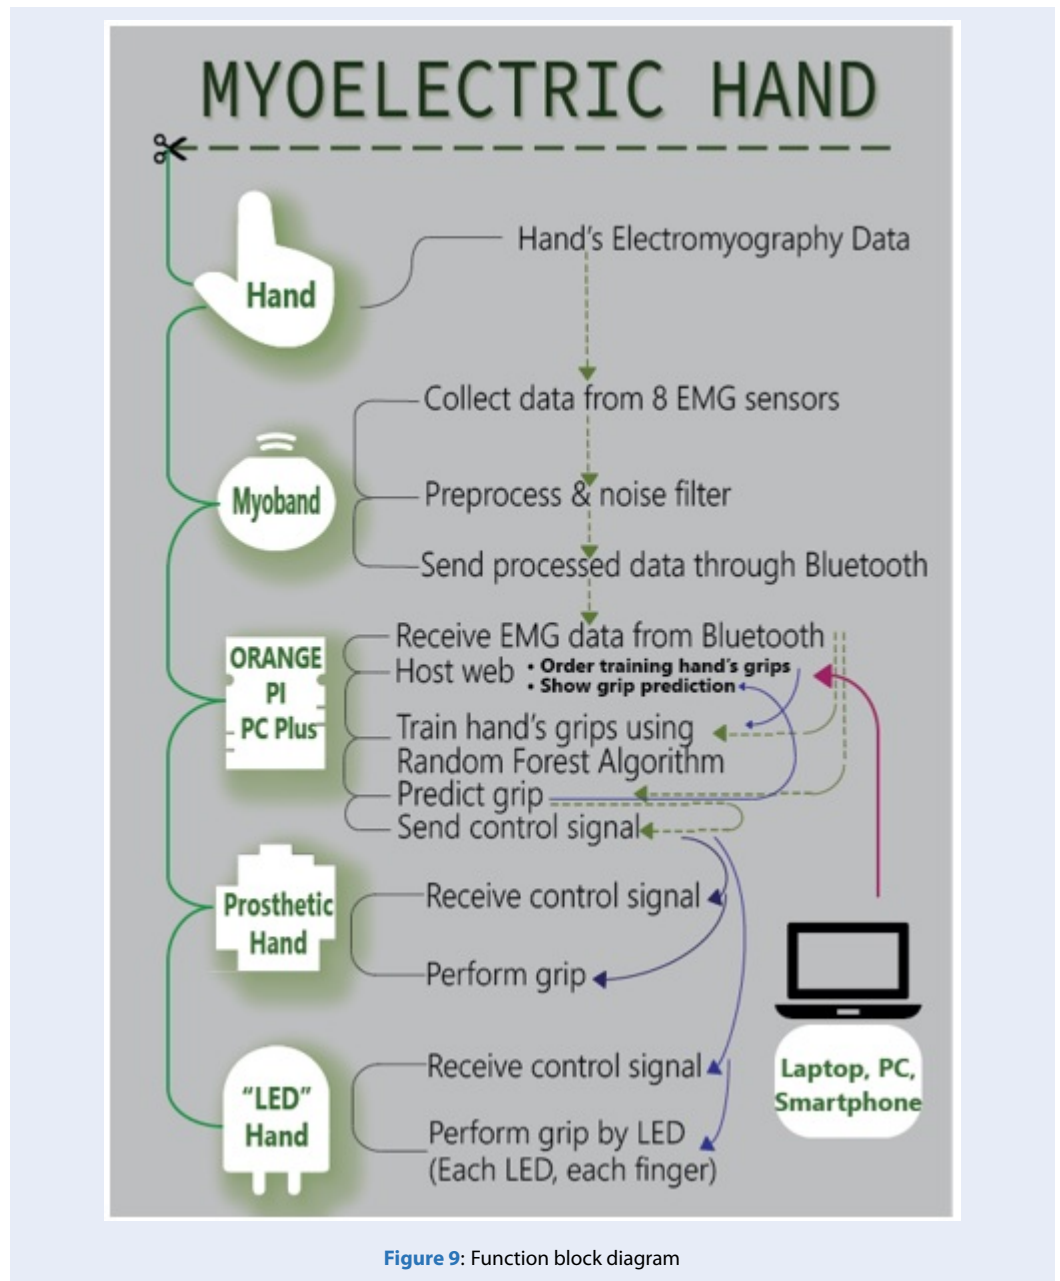 MYOELECTRIC HAND
Hand
Hand's Electromyography Data
Myoband
Collect data from 8 EMG sensors
Preprocess & noise filter
Send processed data through Bluetooth
ORANGE
PI
PC Plus
Receive EMG data from Bluetooth
Host web
• Order training hand's grips
• Show grip prediction
Train hand's grips using
Random Forest Algorithm
Predict grip
Send control signal
Prosthetic
Hand
Receive control signal
Perform grip
Laptop, PC,
Smartphone
"LED"
Hand
Receive control signal
Perform grip by LED
(Each LED, each finger)
Figure 9: Function block diagram